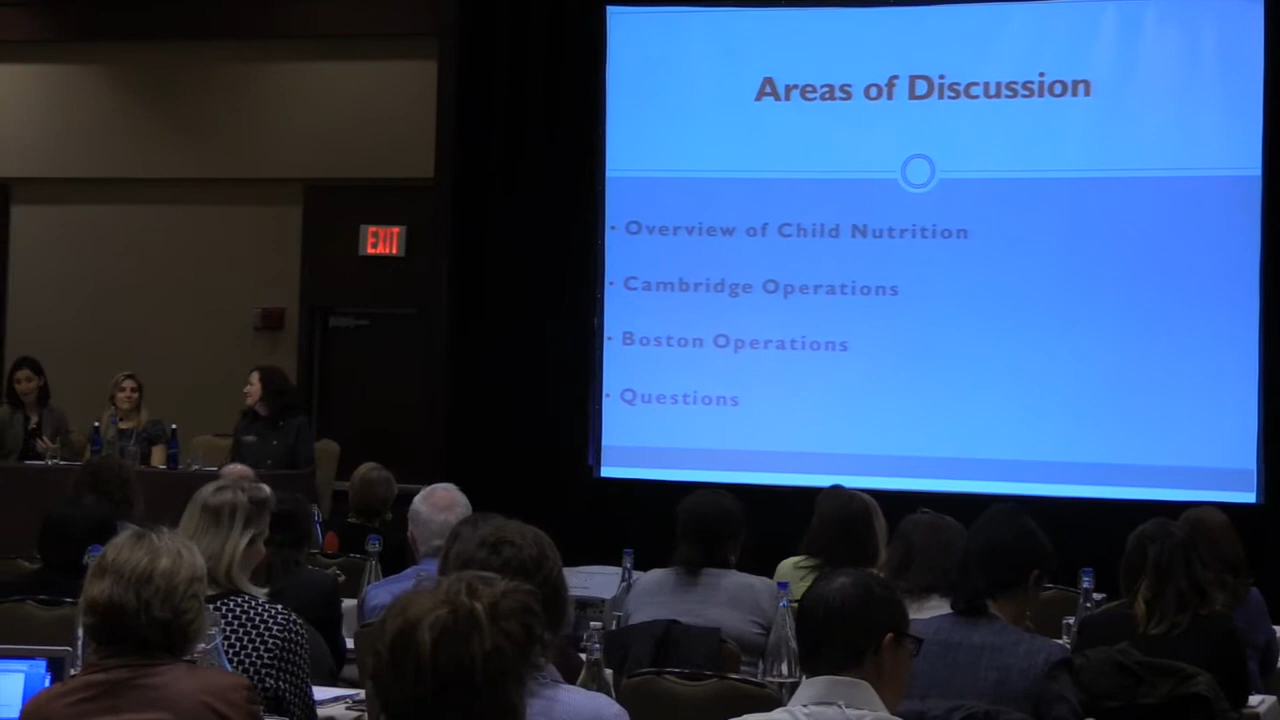 Areas of Discussion
EXIT
• Overview of Child Nutrition
• Cambridge Operations
• Boston Operations
• Questions